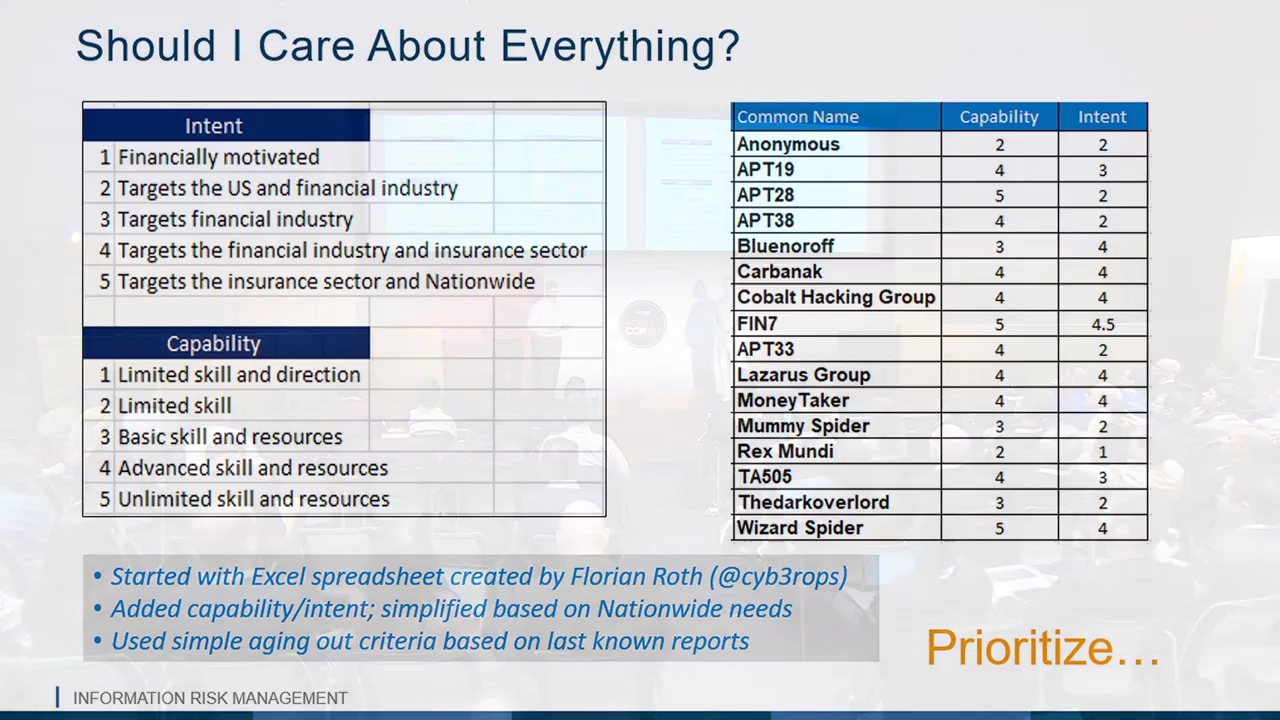 Should I Care About Everything?
Intent
1 Financially motivated
2 Targets the US and financial industry
3 Targets financial industry
4 Targets the financial industry and insurance sector
5 Targets the insurance sector and Nationwide
Capability
1 Limited skill and direction
2 Limited skill
3 Basic skill and resources
4 Advanced skill and resources
5 Unlimited skill and resources
Common Name Capability Intent
Anonymous 2 2
APT19 4 3
APT28 5 2
APT38 4 2
Bluenoroff 3 4
Carbanak 4 4
Cobalt Hacking Group 4 4
FIN7 5 4.5
APT33 4 2
Lazarus Group 4 4
MoneyTaker 4 4
Mummy Spider 3 2
Rex Mundi 2 1
TA505 4 3
Thedarkoverlord 3 2
Wizard Spider 5 4
• Started with Excel spreadsheet created by Florian Roth (@cyb3rops)
• Added capability/intent; simplified based on Nationwide needs
• Used simple aging out criteria based on last known reports
Prioritize...
INFORMATION RISK MANAGEMENT